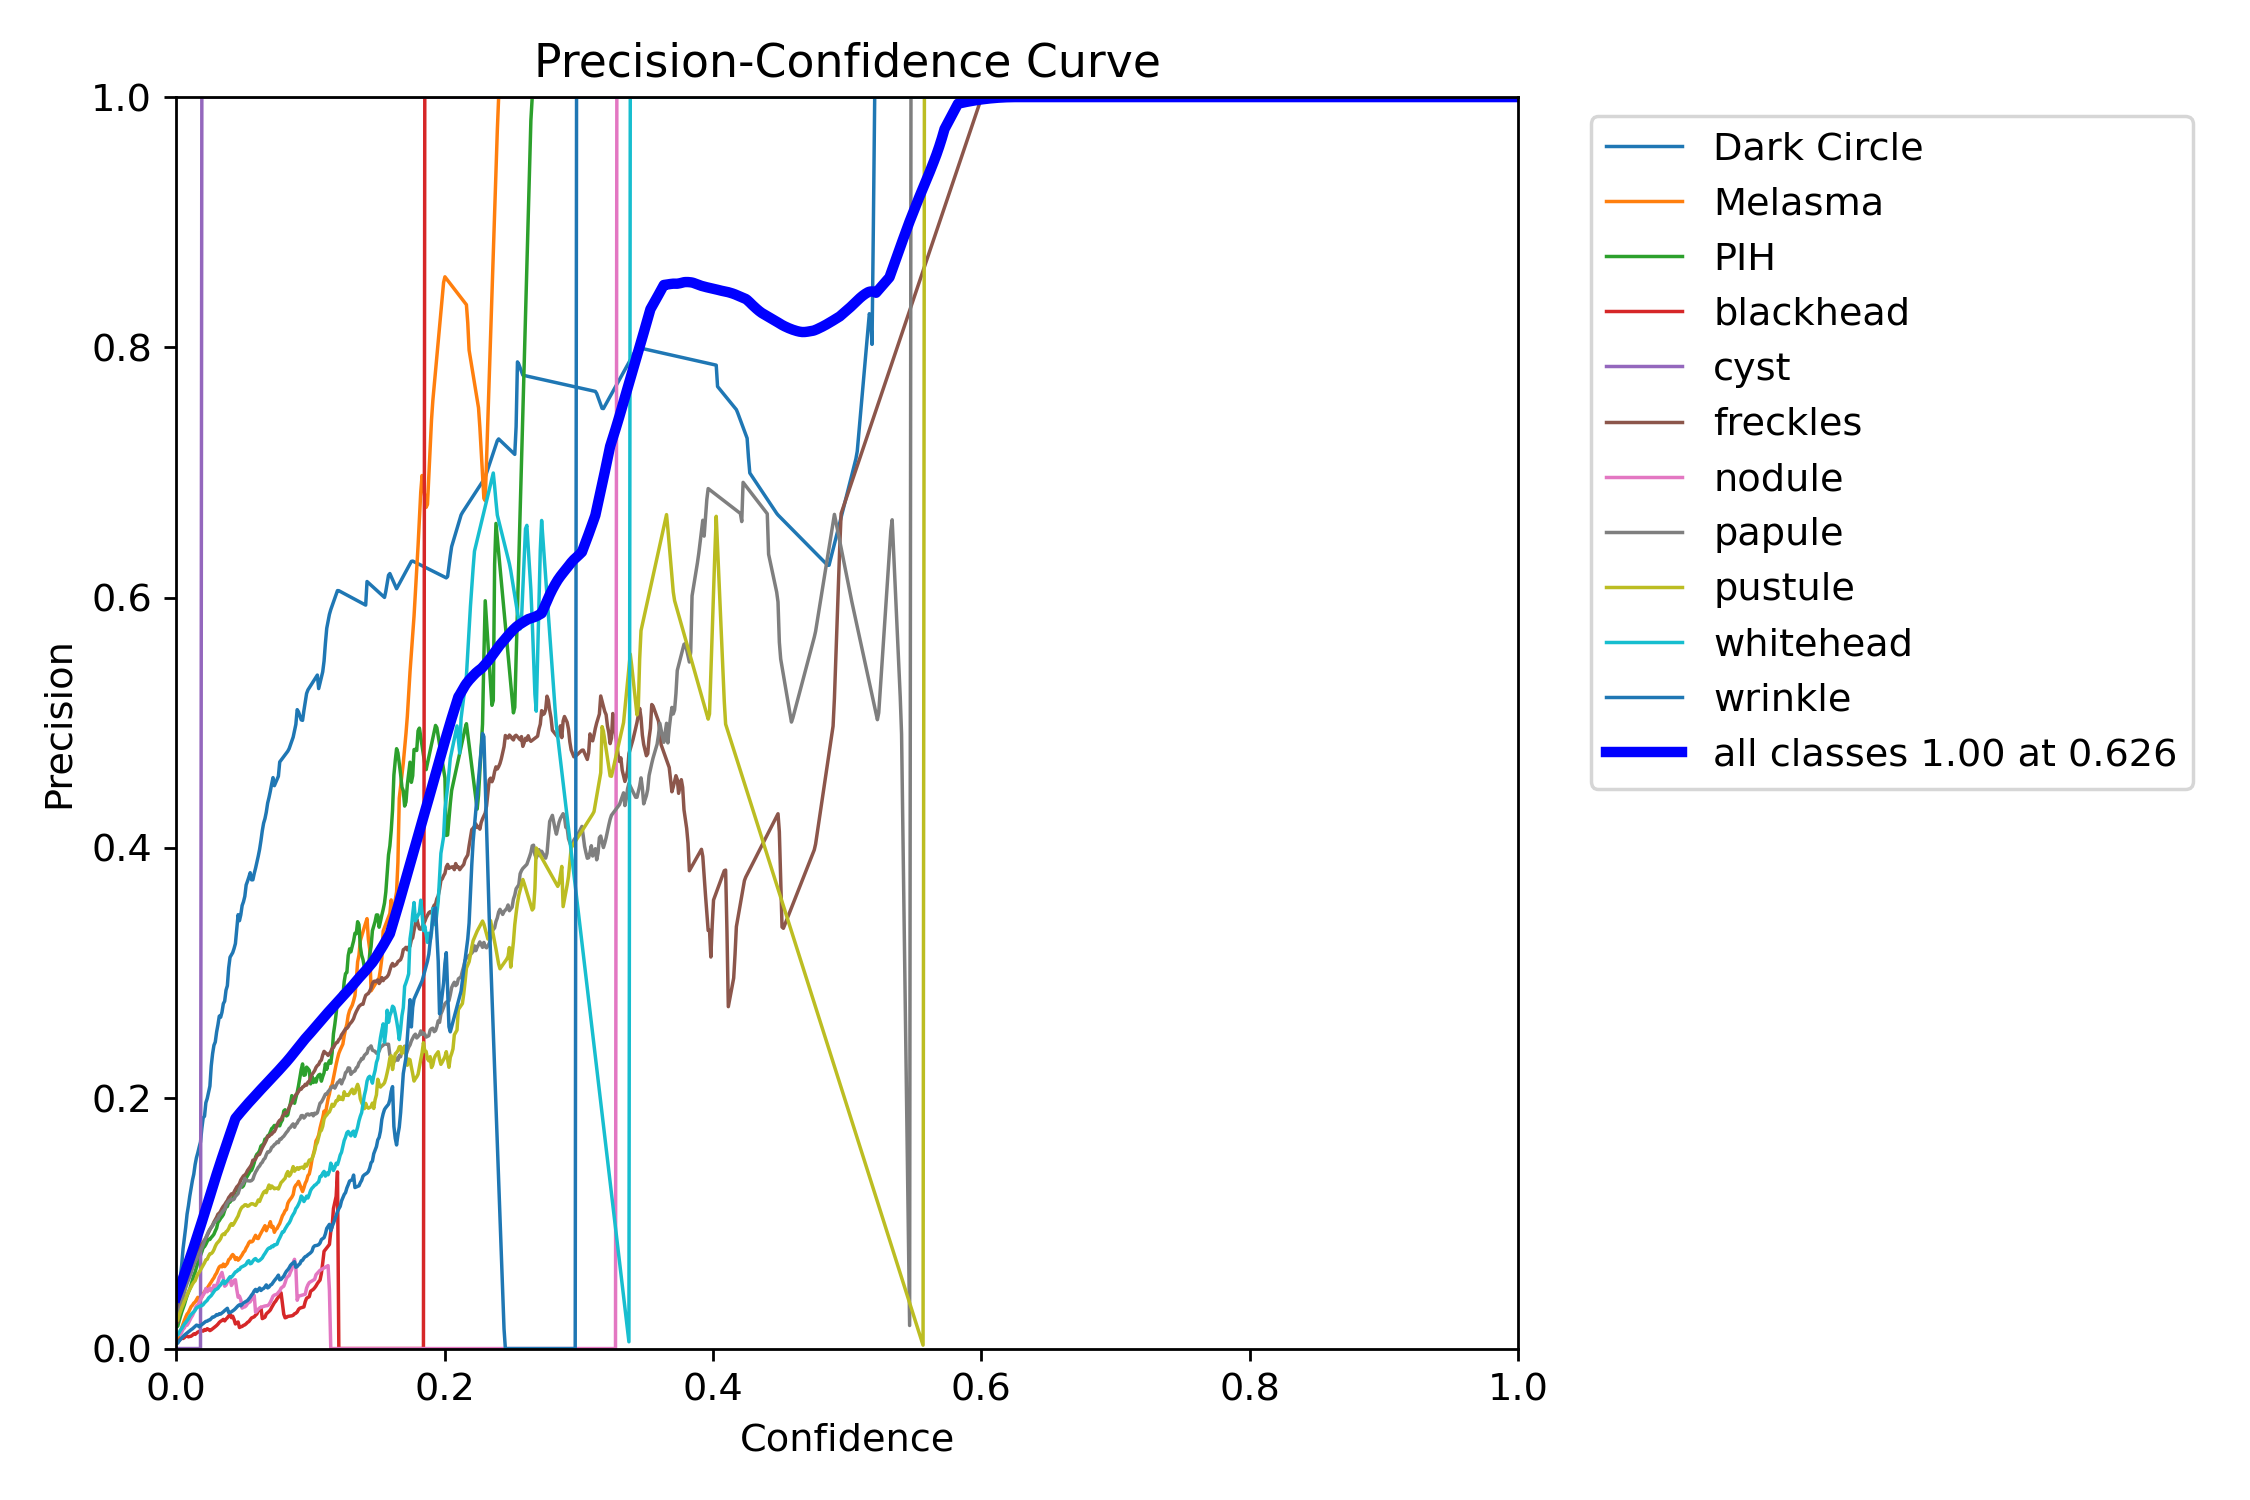 Precision-Confidence Curve
1.0
0.8
0.6
0.4
0.2
0.0
Precision
0.0 0.2 0.4 0.6 0.8 1.0
Confidence
Dark Circle
Melasma
PIH
blackhead
cyst
freckles
nodule
papule
pustule
whitehead
wrinkle
all classes 1.00 at 0.626